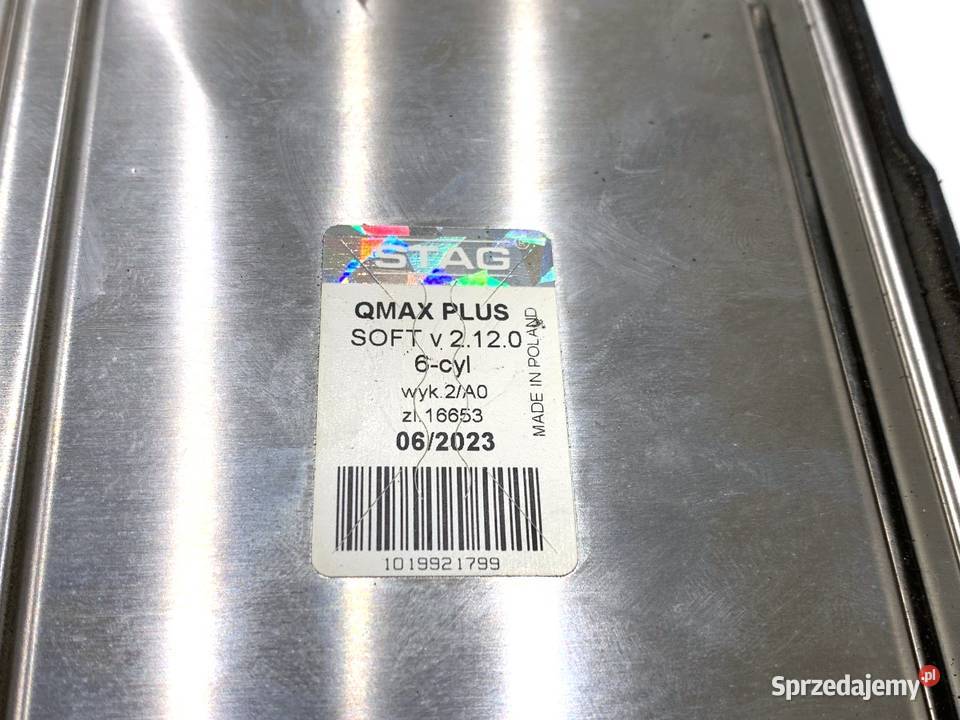 STAG®
QMAX PLUS
SOFT v 2.12.0
6-cyl
wyk.2/A0
zl.16653
06/2023
MADE IN POLAND
1019921799
Sprzedajemy.pl